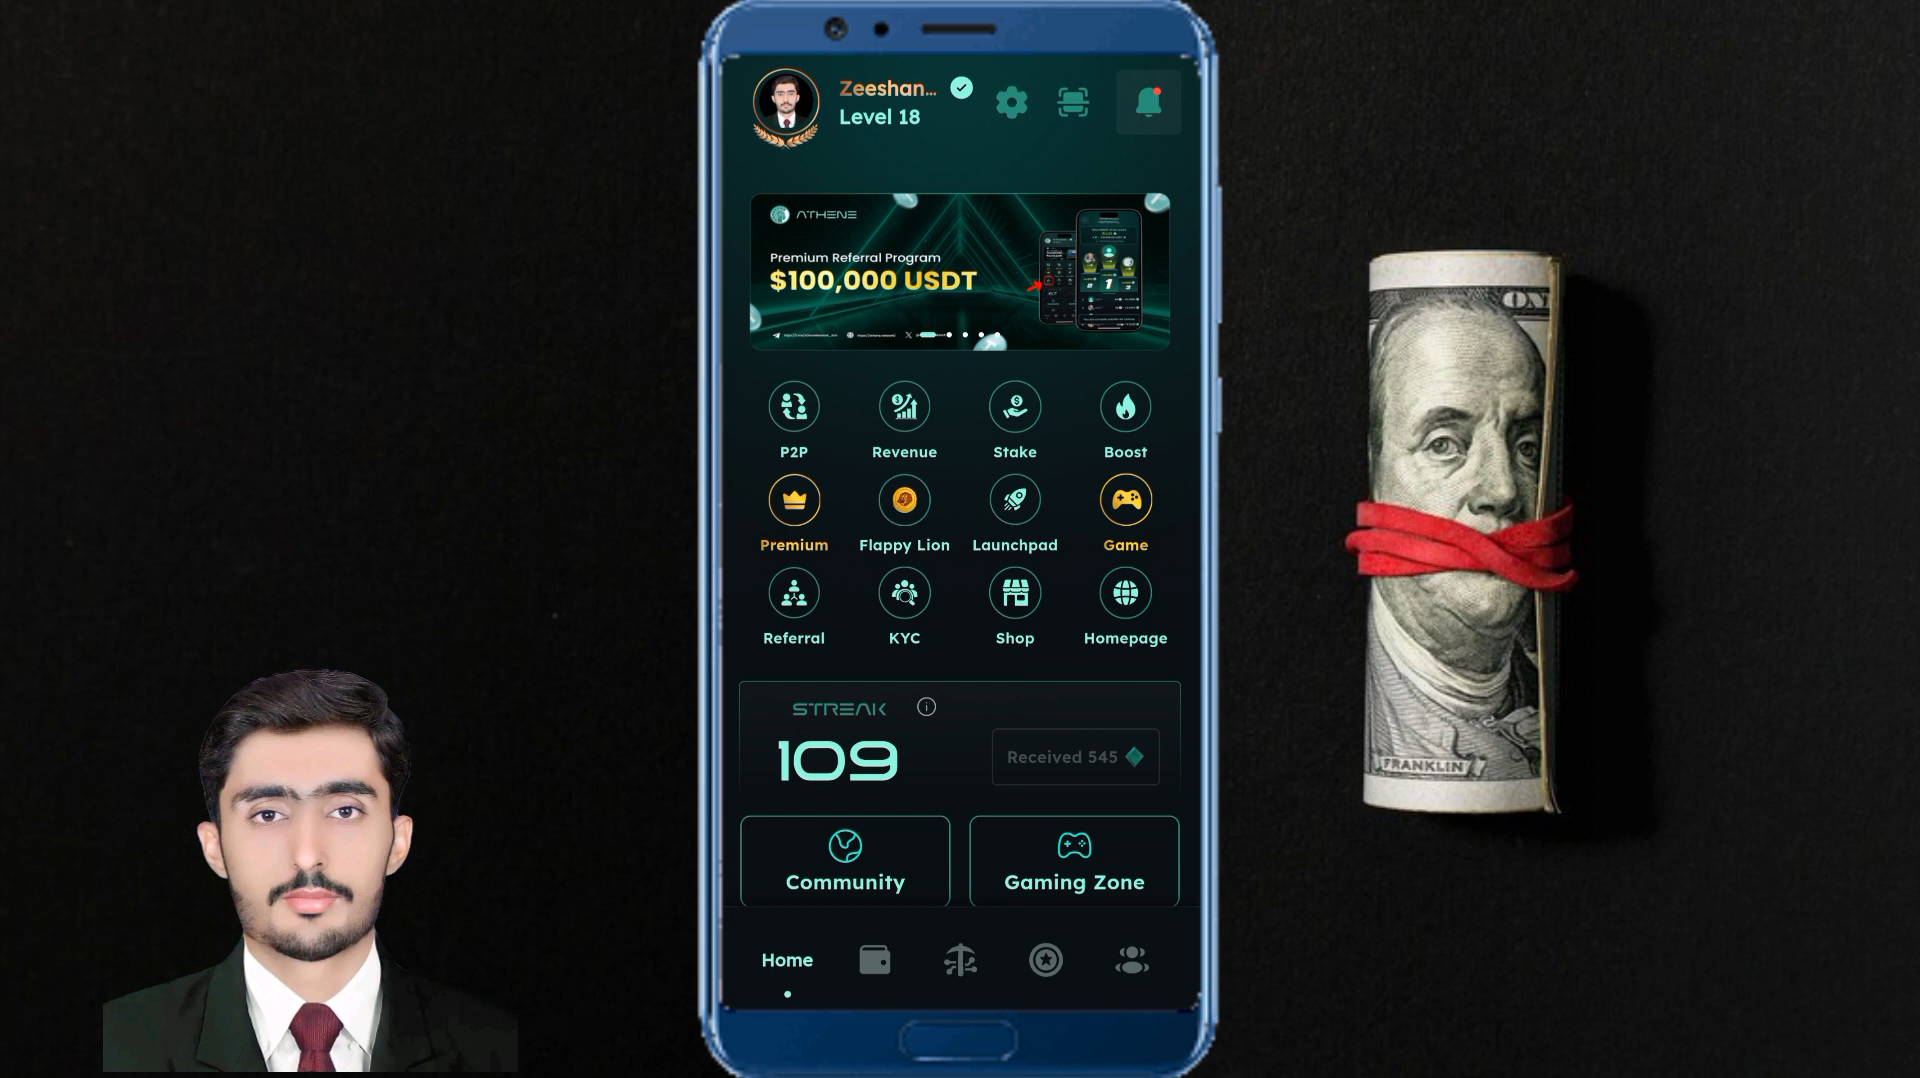 Zeeshan...
Level 18
ATHENE
Premium Referral Program
$100,000 USDT
P2P
Revenue
Stake
Boost
Premium
Flappy Lion
Launchpad
Game
Referral
KYC
Shop
Homepage
STREAK
109
Received 545
Community
Gaming Zone
Home
FRANKLIN